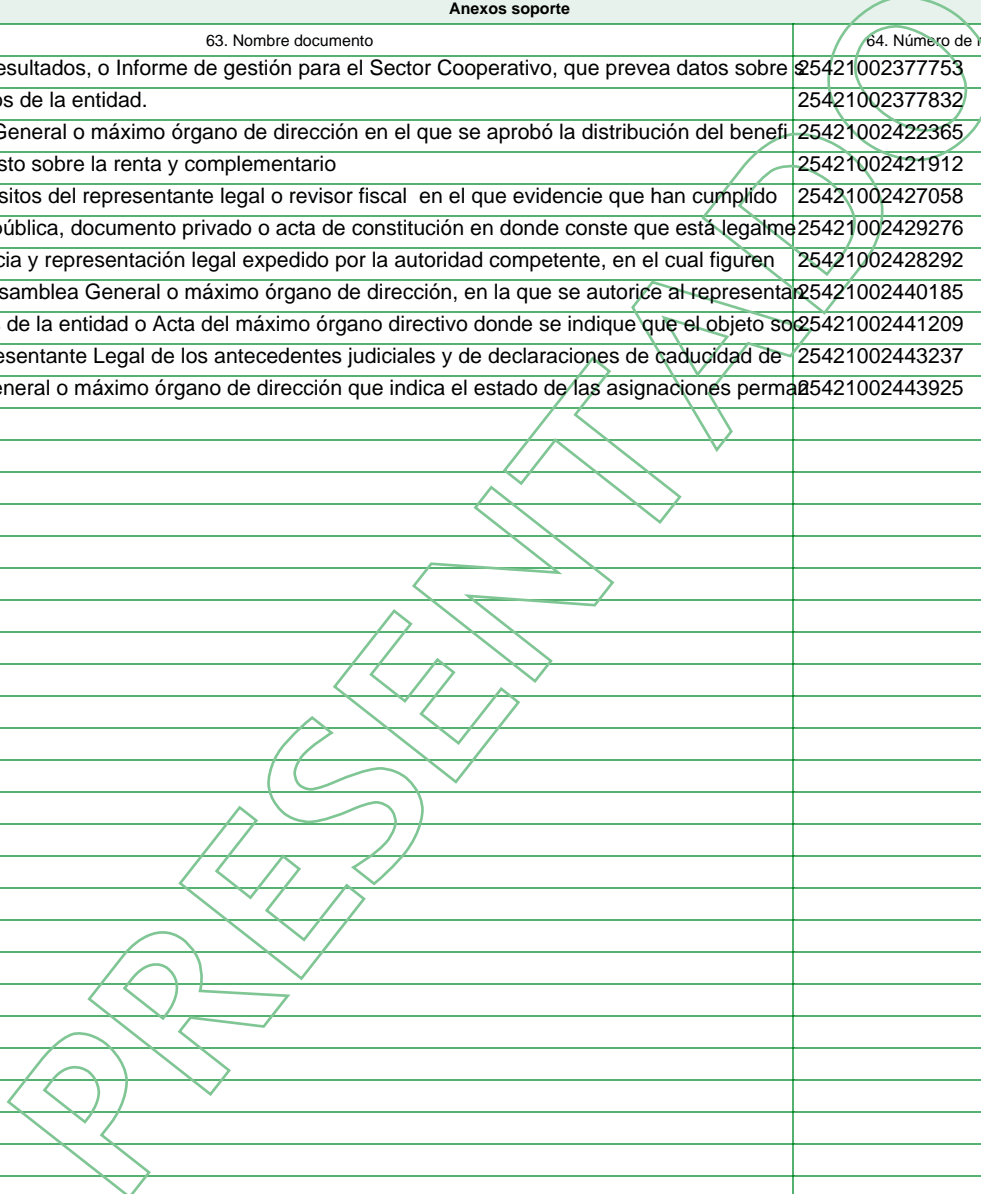 Anexos soporte
63. Nombre documento 64. Número de
esultados, o Informe de gestión para el Sector Cooperativo, que prevea datos sobre s 25421002377753
os de la entidad. 25421002377832
General o máximo órgano de dirección en el que se aprobó la distribución del benefi 25421002422365
sto sobre la renta y complementario 25421002421912
sitos del representante legal o revisor fiscal en el que evidencie que han cumplido 25421002427058
pública, documento privado o acta de constitución en donde conste que está legalme 25421002429276
cia y representación legal expedido por la autoridad competente, en el cual figuren 25421002428292
samblea General o máximo órgano de dirección, en la que se autorice al representan 25421002440185
de la entidad o Acta del máximo órgano directivo donde se indique que el objeto soc 25421002441209
esentante Legal de los antecedentes judiciales y de declaraciones de caducidad de 25421002443237
eneral o máximo órgano de dirección que indica el estado de las asignaciones perman 25421002443925
PRESENTADO